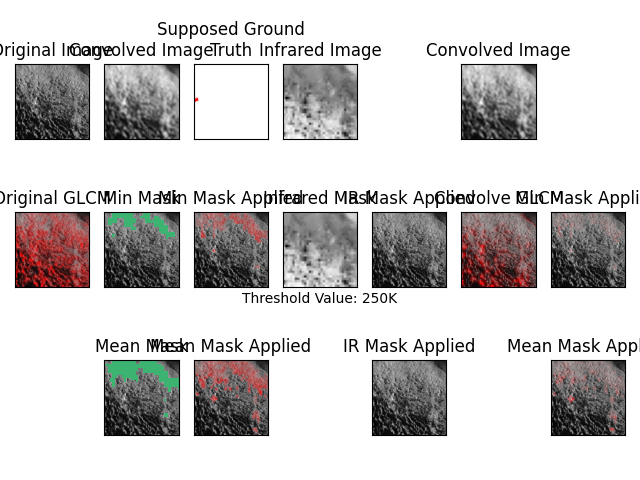 Supposed Ground
Original Image Convolved Image Truth Infrared Image Convolved Image
Original GLCM Min Mask Min Mask Applied Infrared Mask IR Mask Applied Convolve GLCM Min Mask Appli
Threshold Value: 250K
Mean Mask Mean Mask Applied IR Mask Applied Mean Mask Appl